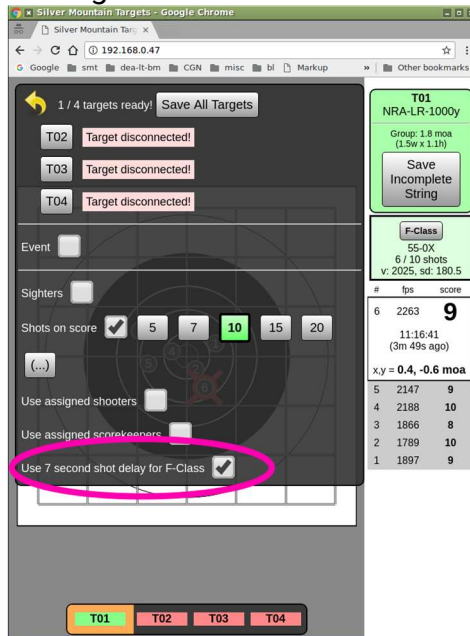 Silver Mountain Targets - Google Chrome
Silver Mountain Tar
192.168.0.47
Google smt dea-lt-bm CGN misc bl Markup » Other bookmarks
1 / 4 targets ready! Save All Targets
T02 Target disconnected!
T03 Target disconnected!
T04 Target disconnected!
Event
Sighters
Shots on score 5 7 10 15 20
(...)
Use assigned shooters
Use assigned scorekeepers
Use 7 second shot delay for F-Class
T01
NRA-LR-1000y
Group: 1.8 moa
(1.5w x 1.1h)
Save
Incomplete
String
F-Class
55-0X
6 / 10 shots
v: 2025, sd: 180.5
# fps score
6 2263 9
11:16:41
(3m 49s ago)
x,y = 0.4, -0.6 moa
5 2147 9
4 2188 10
3 1866 8
2 1789 10
1 1897 9
T01 T02 T03 T04